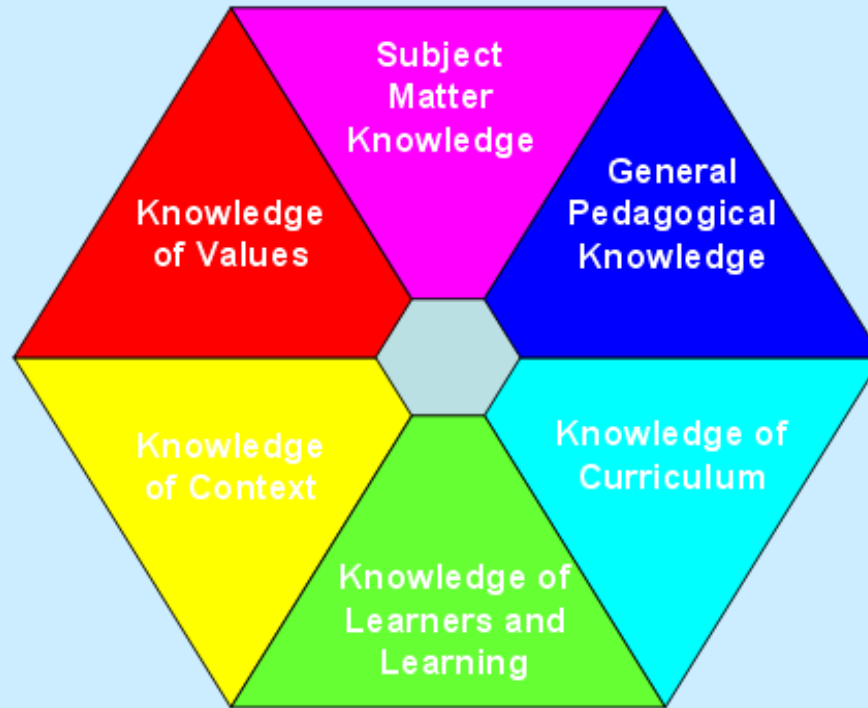 Subject
Matter
Knowledge
General
Pedagogical
Knowledge
Knowledge of
Curriculum
Knowledge of
Learners and
Learning
Knowledge
of Context
Knowledge
of Values